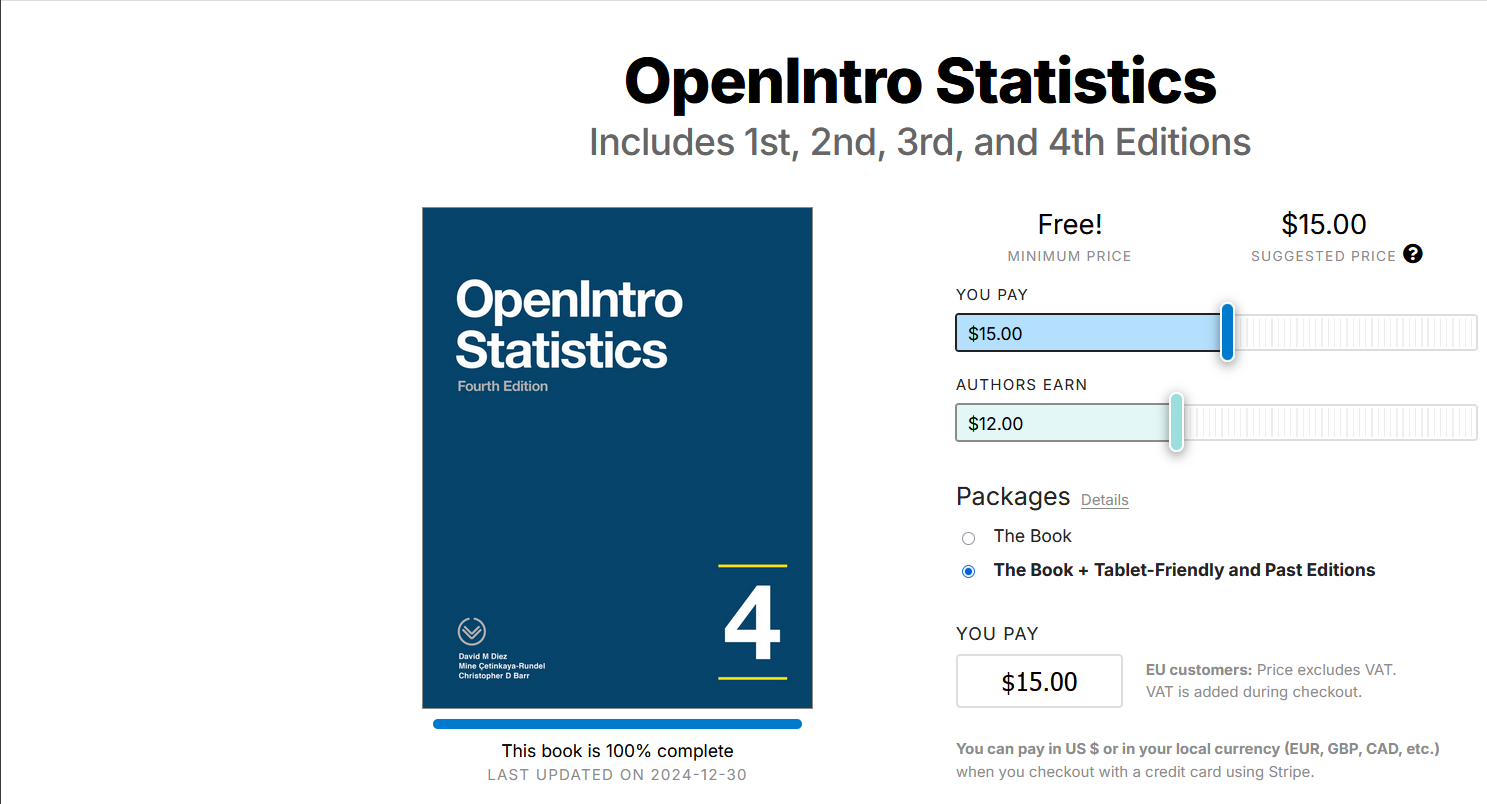 OpenIntro Statistics
Includes 1st, 2nd, 3rd, and 4th Editions
OpenIntro
Statistics
Fourth Edition
4
David M Diez
Mine Çetinkaya-Rundel
Christopher D Barr
This book is 100% complete
LAST UPDATED ON 2024-12-30
Free!
MINIMUM PRICE
$15.00
SUGGESTED PRICE ?
YOU PAY
$15.00
AUTHORS EARN
$12.00
Packages Details
The Book
The Book + Tablet-Friendly and Past Editions
YOU PAY
$15.00
EU customers: Price excludes VAT.
VAT is added during checkout.
You can pay in US $ or in your local currency (EUR, GBP, CAD, etc.)
when you checkout with a credit card using Stripe.